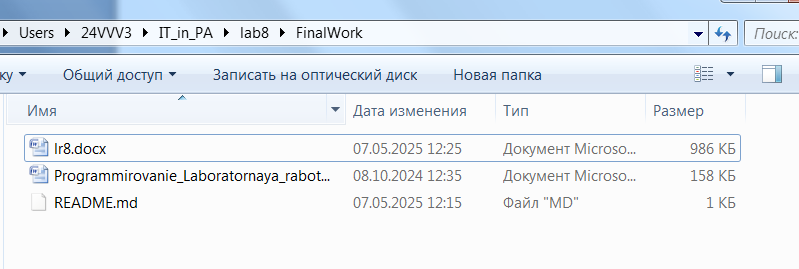 Users ▸ 24VVV3 ▸ IT_in_PA ▸ lab8 ▸ FinalWork Поиск:
ку Общий доступ Записать на оптический диск Новая папка
Имя Дата изменения Тип Размер
lr8.docx 07.05.2025 12:25 Документ Microso... 986 КБ
Programmirovanie_Laboratornaya_rabot... 08.10.2024 12:35 Документ Microso... 158 КБ
README.md 07.05.2025 12:15 Файл "MD" 1 КБ